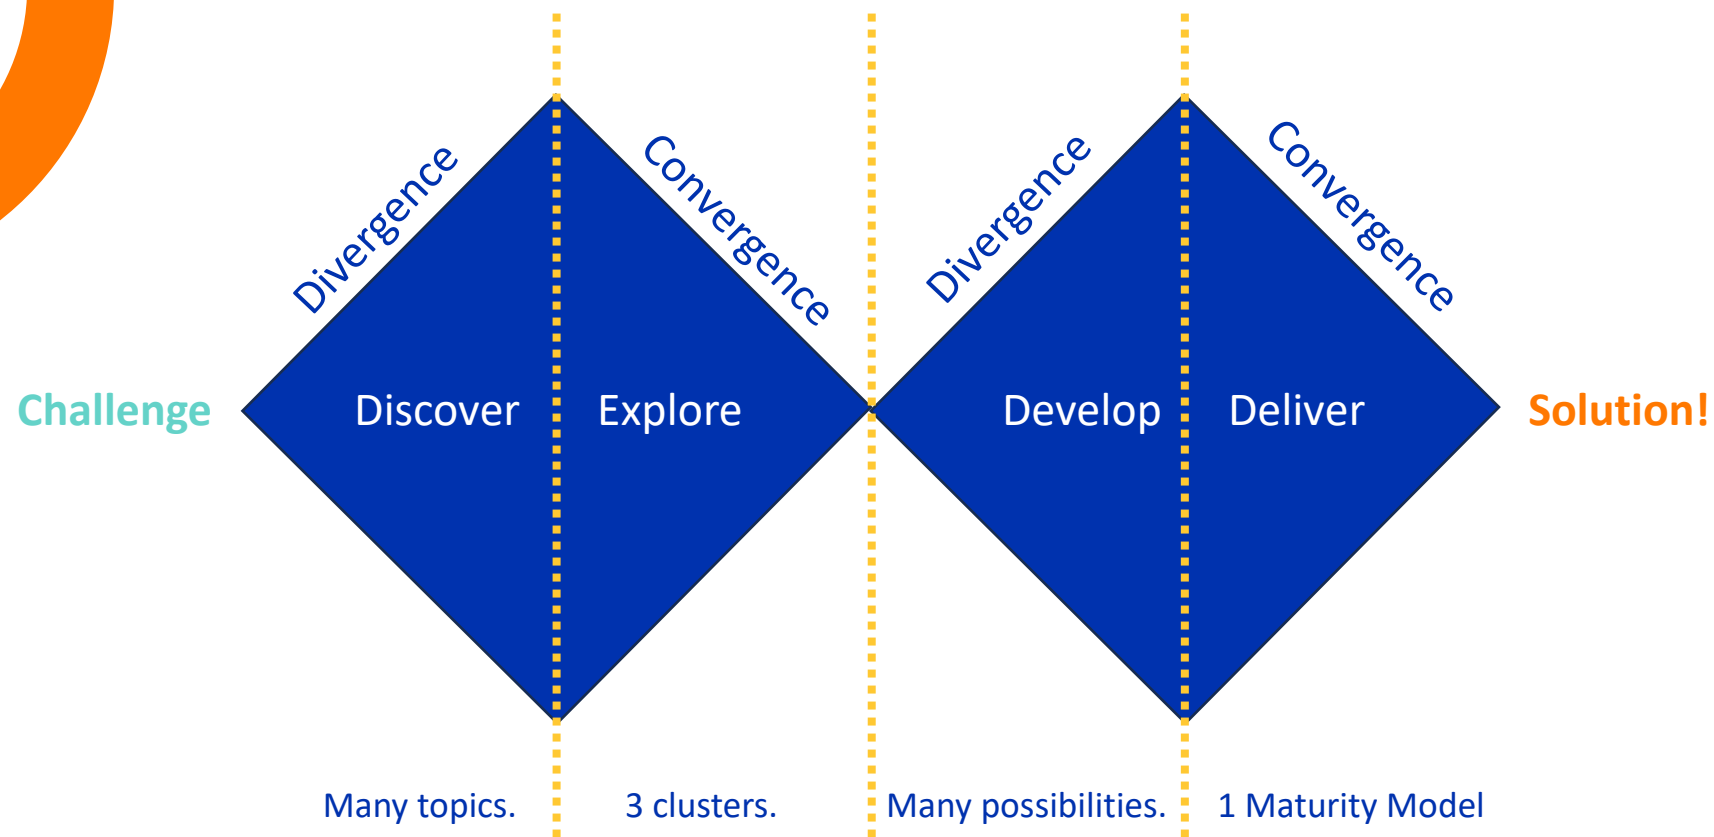 Divergence
Convergence
Divergence
Convergence
Challenge
Discover
Explore
Develop
Deliver
Solution!
Many topics.
3 clusters.
Many possibilities.
1 Maturity Model